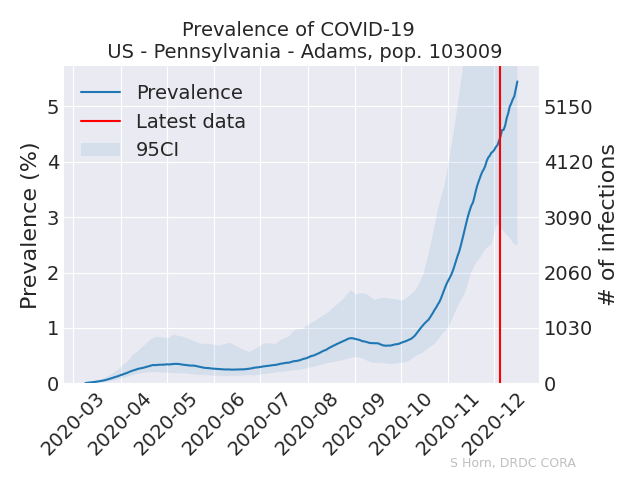 Prevalence of COVID-19
US - Pennsylvania - Adams, pop. 103009
Prevalence
Latest data
95CI
Prevalence (%)
5
4
3
2
1
0
5150
4120
3090
2060
1030
0
# of infections
2020-03
2020-04
2020-05
2020-06
2020-07
2020-08
2020-09
2020-10
2020-11
2020-12
S Horn, DRDC CORA